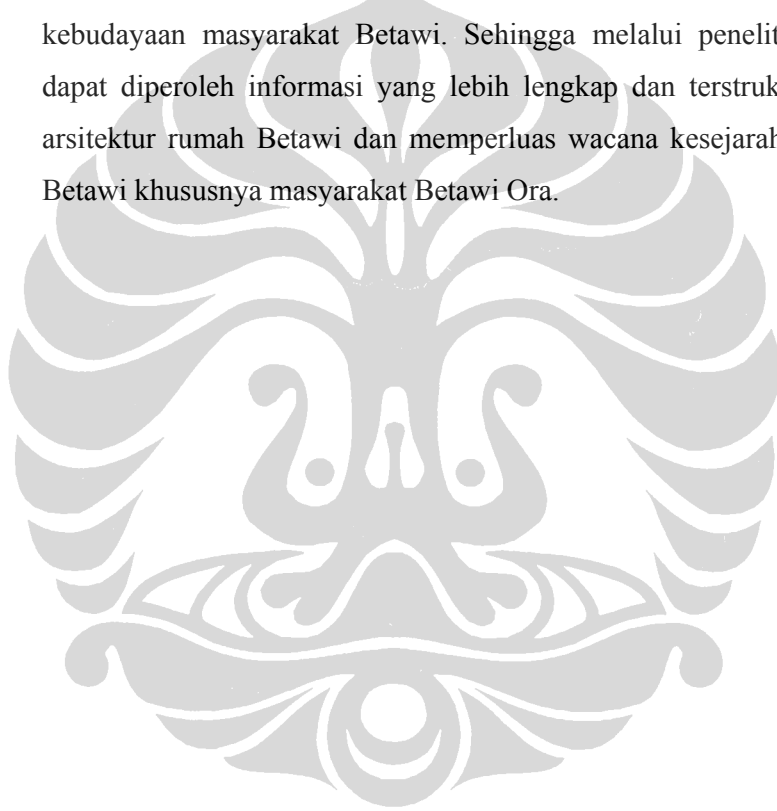 kebudayaan masyarakat Betawi. Sehingga melalui penelit
dapat diperoleh informasi yang lebih lengkap dan terstruk
arsitektur rumah Betawi dan memperluas wacana kesejarah
Betawi khususnya masyarakat Betawi Ora.